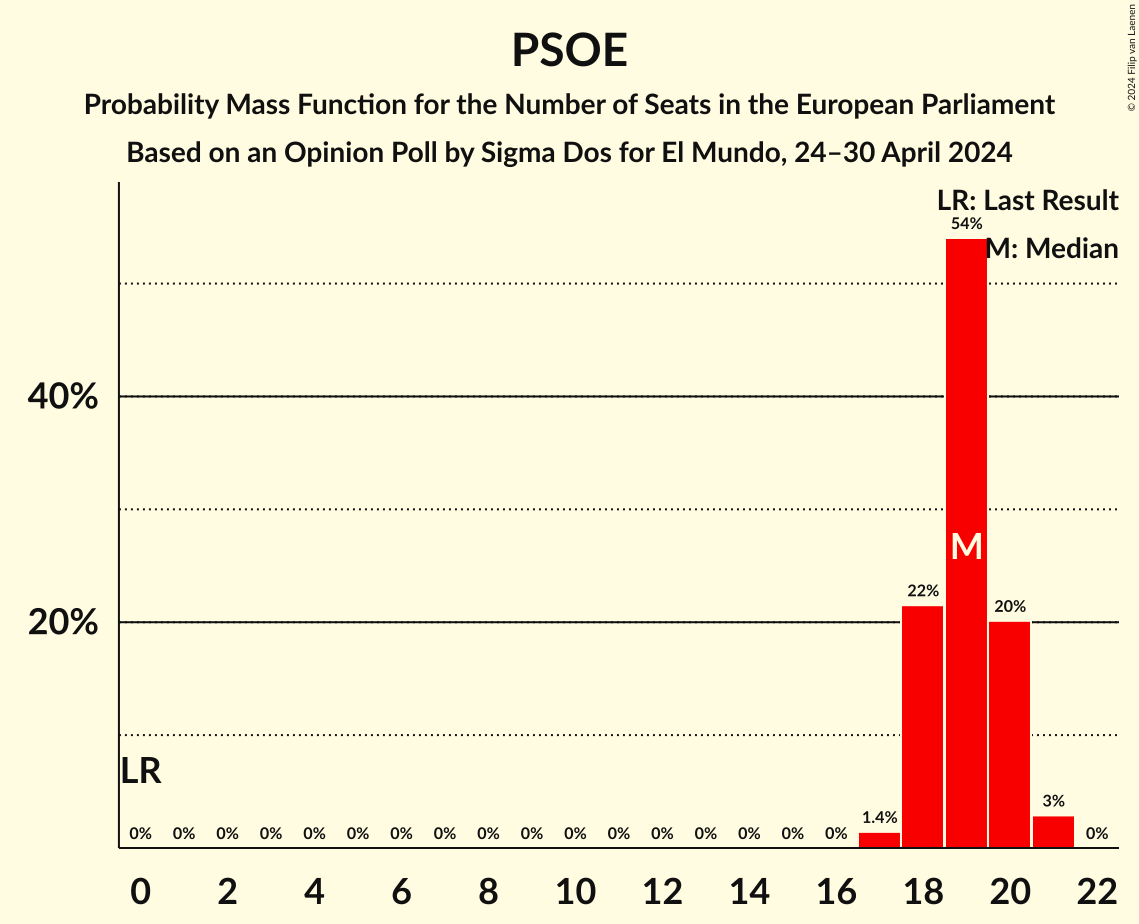 PSOE
Probability Mass Function for the Number of Seats in the European Parliament
Based on an Opinion Poll by Sigma Dos for El Mundo, 24–30 April 2024
© 2024 Filip van Laenen
LR: Last Result
M: Median
54%
40%
M
22%
20%
20%
LR
0% 0% 0% 0% 0% 0% 0% 0% 0% 0% 0% 0% 0% 0% 0% 0% 0% 1.4% 3% 0%
0 2 4 6 8 10 12 14 16 18 20 22